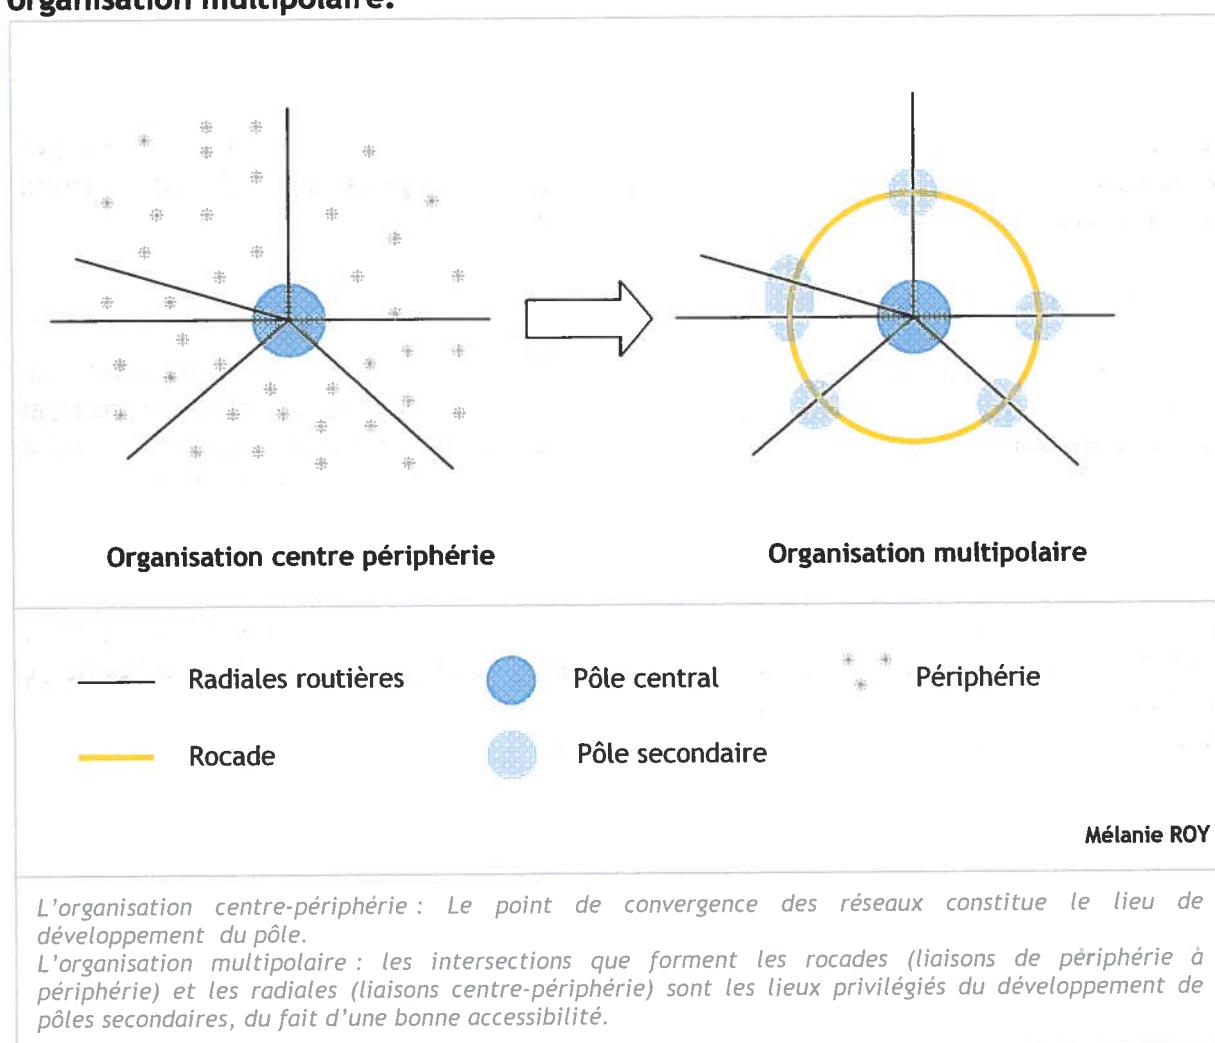 organisation multipolaire.
Organisation centre périphérie
Organisation multipolaire
Radiales routières
Pôle central
Périphérie
Rocade
Pôle secondaire
Mélanie ROY
L'organisation centre-périphérie : Le point de convergence des réseaux constitue le lieu de
développement du pôle.
L'organisation multipolaire : les intersections que forment les rocades (liaisons de périphérie à
périphérie) et les radiales (liaisons centre-périphérie) sont les lieux privilégiés du développement de
pôles secondaires, du fait d'une bonne accessibilité.